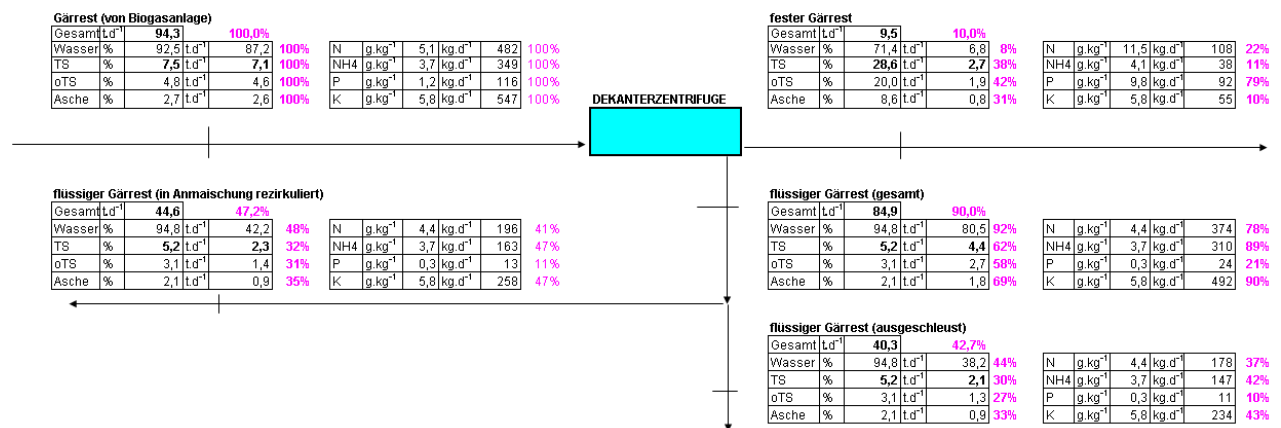 Gärrest (von Biogasanlage)
Gesamt t.d⁻¹ 94,3 100,0%
Wasser % 92,5 t.d⁻¹ 87,2 100%
TS % 7,5 t.d⁻¹ 7,1 100%
oTS % 4,8 t.d⁻¹ 4,6 100%
Asche % 2,7 t.d⁻¹ 2,6 100%
N g.kg⁻¹ 5,1 kg.d⁻¹ 482 100%
NH4 g.kg⁻¹ 3,7 kg.d⁻¹ 349 100%
P g.kg⁻¹ 1,2 kg.d⁻¹ 116 100%
K g.kg⁻¹ 5,8 kg.d⁻¹ 547 100%
DEKANTERZENTRIFUGE
fester Gärrest
Gesamt t.d⁻¹ 9,5 10,0%
Wasser % 71,4 t.d⁻¹ 6,8 8%
TS % 28,6 t.d⁻¹ 2,7 38%
oTS % 20,0 t.d⁻¹ 1,9 42%
Asche % 8,6 t.d⁻¹ 0,8 31%
N g.kg⁻¹ 11,5 kg.d⁻¹ 108 22%
NH4 g.kg⁻¹ 4,1 kg.d⁻¹ 38 11%
P g.kg⁻¹ 9,8 kg.d⁻¹ 92 79%
K g.kg⁻¹ 5,8 kg.d⁻¹ 55 10%
flüssiger Gärrest (in Anmaischung rezirkuliert)
Gesamt t.d⁻¹ 44,6 47,2%
Wasser % 94,8 t.d⁻¹ 42,2 48%
TS % 5,2 t.d⁻¹ 2,3 32%
oTS % 3,1 t.d⁻¹ 1,4 31%
Asche % 2,1 t.d⁻¹ 0,9 35%
N g.kg⁻¹ 4,4 kg.d⁻¹ 196 41%
NH4 g.kg⁻¹ 3,7 kg.d⁻¹ 163 47%
P g.kg⁻¹ 0,3 kg.d⁻¹ 13 11%
K g.kg⁻¹ 5,8 kg.d⁻¹ 258 47%
flüssiger Gärrest (gesamt)
Gesamt t.d⁻¹ 84,9 90,0%
Wasser % 94,8 t.d⁻¹ 80,5 92%
TS % 5,2 t.d⁻¹ 4,4 62%
oTS % 3,1 t.d⁻¹ 2,7 58%
Asche % 2,1 t.d⁻¹ 1,8 69%
N g.kg⁻¹ 4,4 kg.d⁻¹ 374 78%
NH4 g.kg⁻¹ 3,7 kg.d⁻¹ 310 89%
P g.kg⁻¹ 0,3 kg.d⁻¹ 24 21%
K g.kg⁻¹ 5,8 kg.d⁻¹ 492 90%
flüssiger Gärrest (ausgeschleust)
Gesamt t.d⁻¹ 40,3 42,7%
Wasser % 94,8 t.d⁻¹ 38,2 44%
TS % 5,2 t.d⁻¹ 2,1 30%
oTS % 3,1 t.d⁻¹ 1,3 27%
Asche % 2,1 t.d⁻¹ 0,9 33%
N g.kg⁻¹ 4,4 kg.d⁻¹ 178 37%
NH4 g.kg⁻¹ 3,7 kg.d⁻¹ 147 42%
P g.kg⁻¹ 0,3 kg.d⁻¹ 11 10%
K g.kg⁻¹ 5,8 kg.d⁻¹ 234 43%